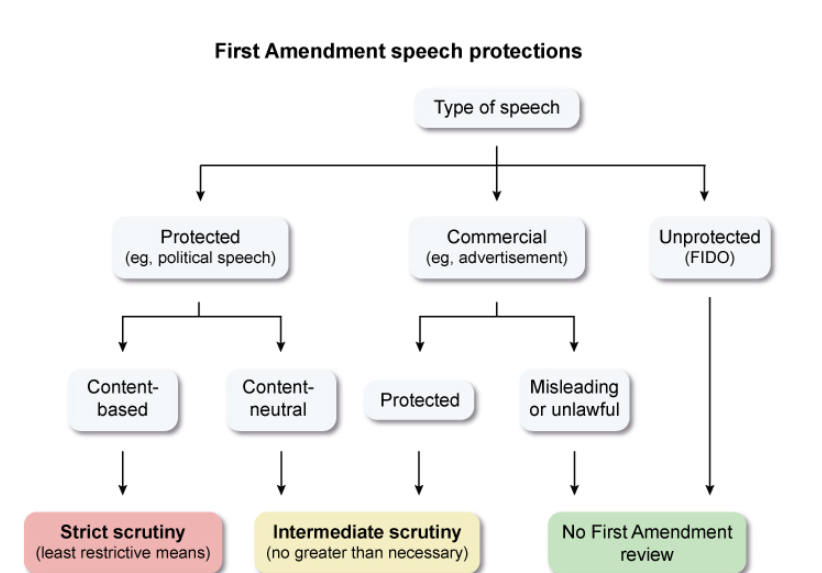 First Amendment speech protections
Type of speech
Protected
(eg, political speech)
Commercial
(eg, advertisement)
Unprotected
(FIDO)
Content-
based
Content-
neutral
Protected
Misleading
or unlawful
Strict scrutiny
(least restrictive means)
Intermediate scrutiny
(no greater than necessary)
No First Amendment
review